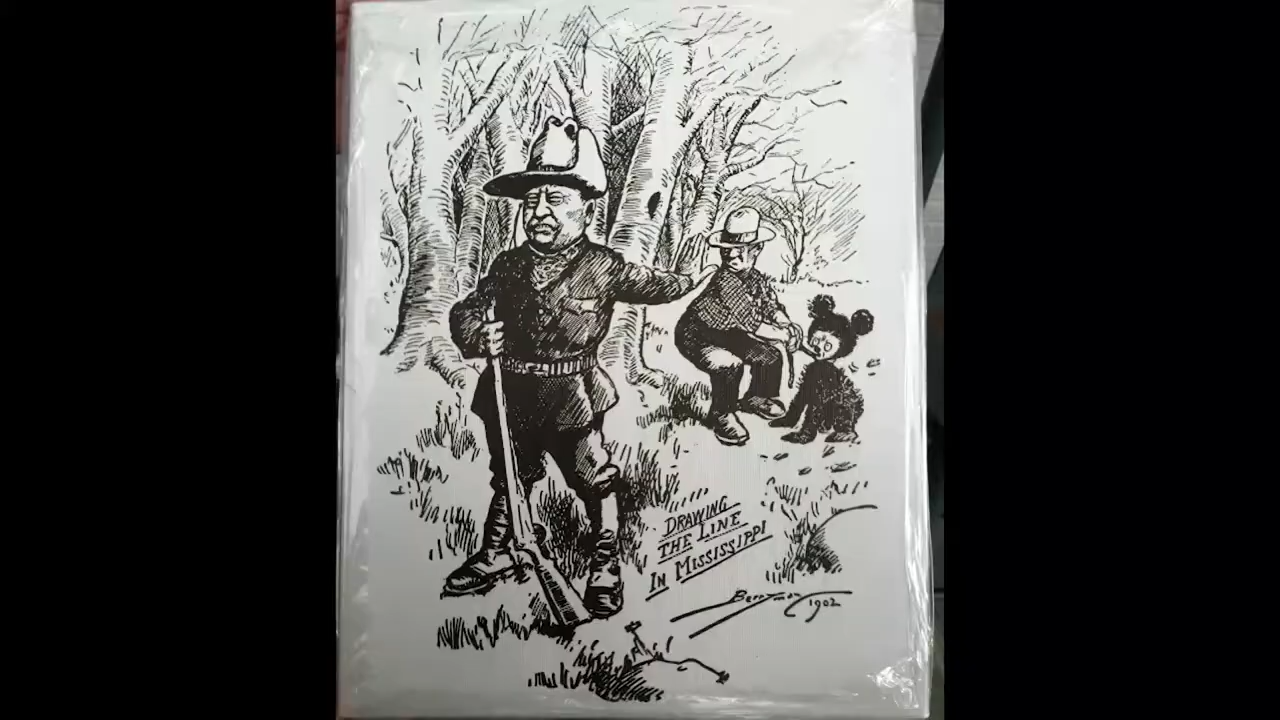 DRAWING
THE LINE
IN MISSISSIPPI
Berryman
1902